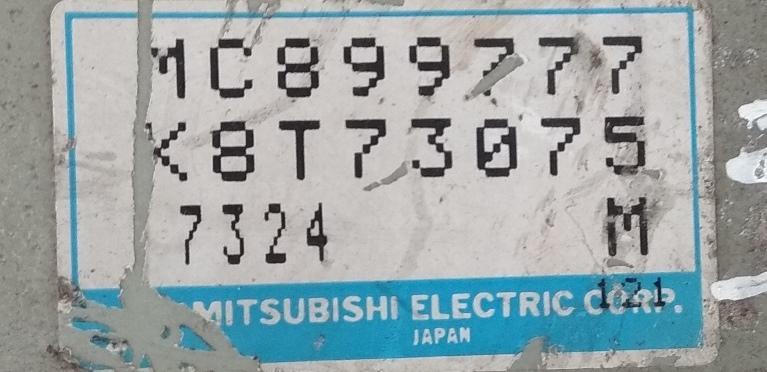 MC899777
K8T73075
7324 M
121
MITSUBISHI ELECTRIC CORP.
JAPAN